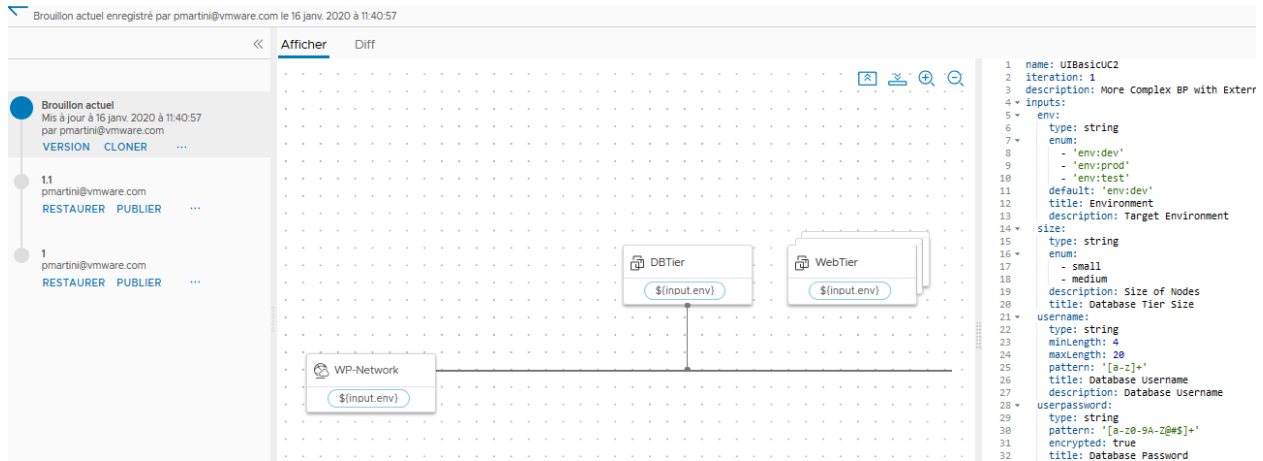 Brouillon actuel enregistré par pmartini@vmware.com le 16 janv. 2020 à 11:40:57
Afficher Diff
Brouillon actuel
Mis à jour à 16 janv. 2020 à 11:40:57
par pmartini@vmware.com
VERSION CLONER ...
1.1
pmartini@vmware.com
RESTAURER PUBLIER ...
1
pmartini@vmware.com
RESTAURER PUBLIER ...
DBTier
${input.env}
WebTier
${input.env}
WP-Network
${input.env}
1 name: UIBasicUC2
2 iteration: 1
3 description: More Complex BP with Extern
4 inputs:
5 env:
6 type: string
7 enum:
8 - 'env:dev'
9 - 'env:prod'
10 - 'env:test'
11 default: 'env:dev'
12 title: Environment
13 description: Target Environment
14 size:
15 type: string
16 enum:
17 - small
18 - medium
19 description: Size of Nodes
20 title: Database Tier Size
21 username:
22 type: string
23 minLength: 4
24 maxLength: 20
25 pattern: '[a-z]+'
26 title: Database Username
27 description: Database Username
28 userpassword:
29 type: string
30 pattern: '[a-z0-9A-Z@#$]+'
31 encrypted: true
32 title: Database Password